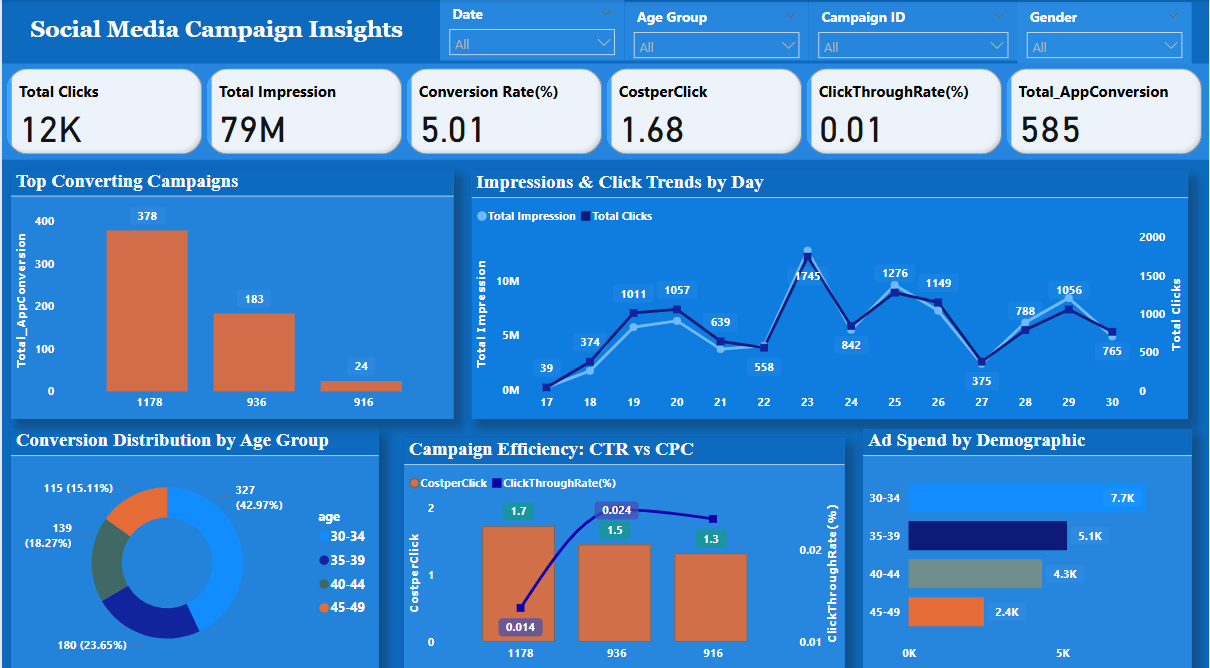 Social Media Campaign Insights
Date
All
Age Group
All
Campaign ID
All
Gender
All
Total Clicks
12K
Total Impression
79M
Conversion Rate(%)
5.01
CostperClick
1.68
ClickThroughRate(%)
0.01
Total_AppConversion
585
Top Converting Campaigns
Total_AppConversion
400
300
200
100
0
378
183
24
1178 936 916
Impressions & Click Trends by Day
Total Impression Total Clicks
Total Impression
10M
5M
0M
39
374
1011
1057
639
558
1745
842
1276
1149
375
788
1056
765
2000
1500
1000
500
0
Total Clicks
17 18 19 20 21 22 23 24 25 26 27 28 29 30
Conversion Distribution by Age Group
115 (15.11%)
327
(42.97%)
139
(18.27%)
180 (23.65%)
age
30-34
35-39
40-44
45-49
Campaign Efficiency: CTR vs CPC
CostperClick ClickThroughRate(%)
CostperClick
2
1
0
1.7
0.024
1.5
1.3
0.014
0.02
0.01
ClickThroughRate(%)
1178 936 916
Ad Spend by Demographic
30-34 7.7K
35-39 5.1K
40-44 4.3K
45-49 2.4K
0K 5K